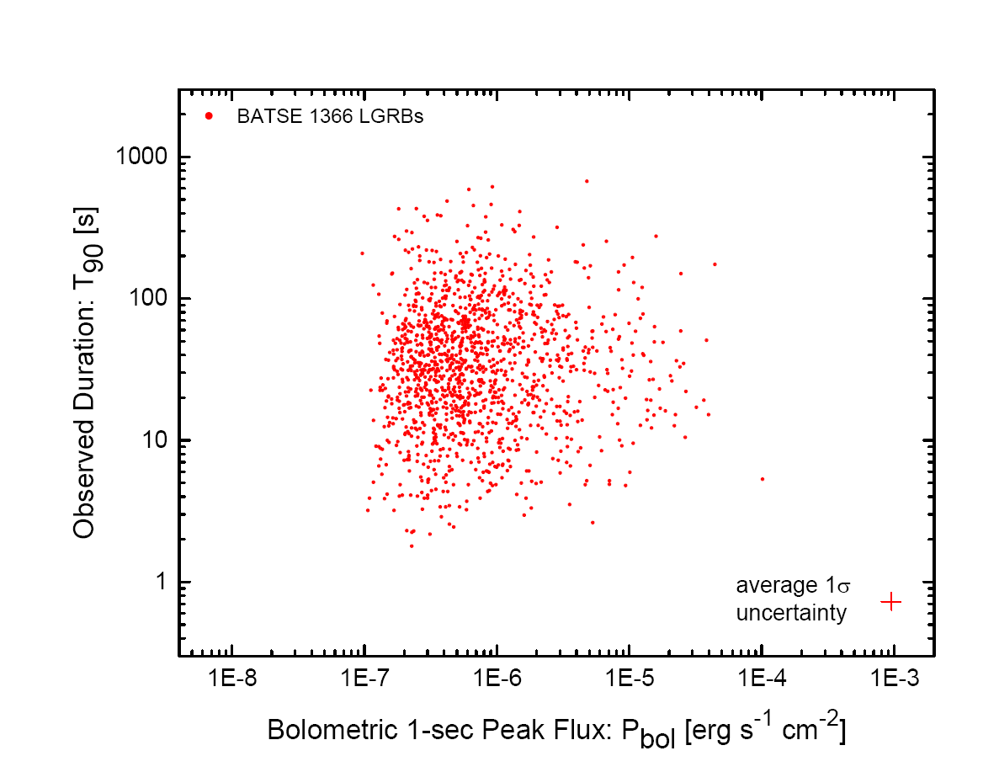 BATSE 1366 LGRBs
1000
100
10
1
Observed Duration: T90 [s]
average 1σ
uncertainty
1E-8 1E-7 1E-6 1E-5 1E-4 1E-3
Bolometric 1-sec Peak Flux: Pbol [erg s-1 cm-2]